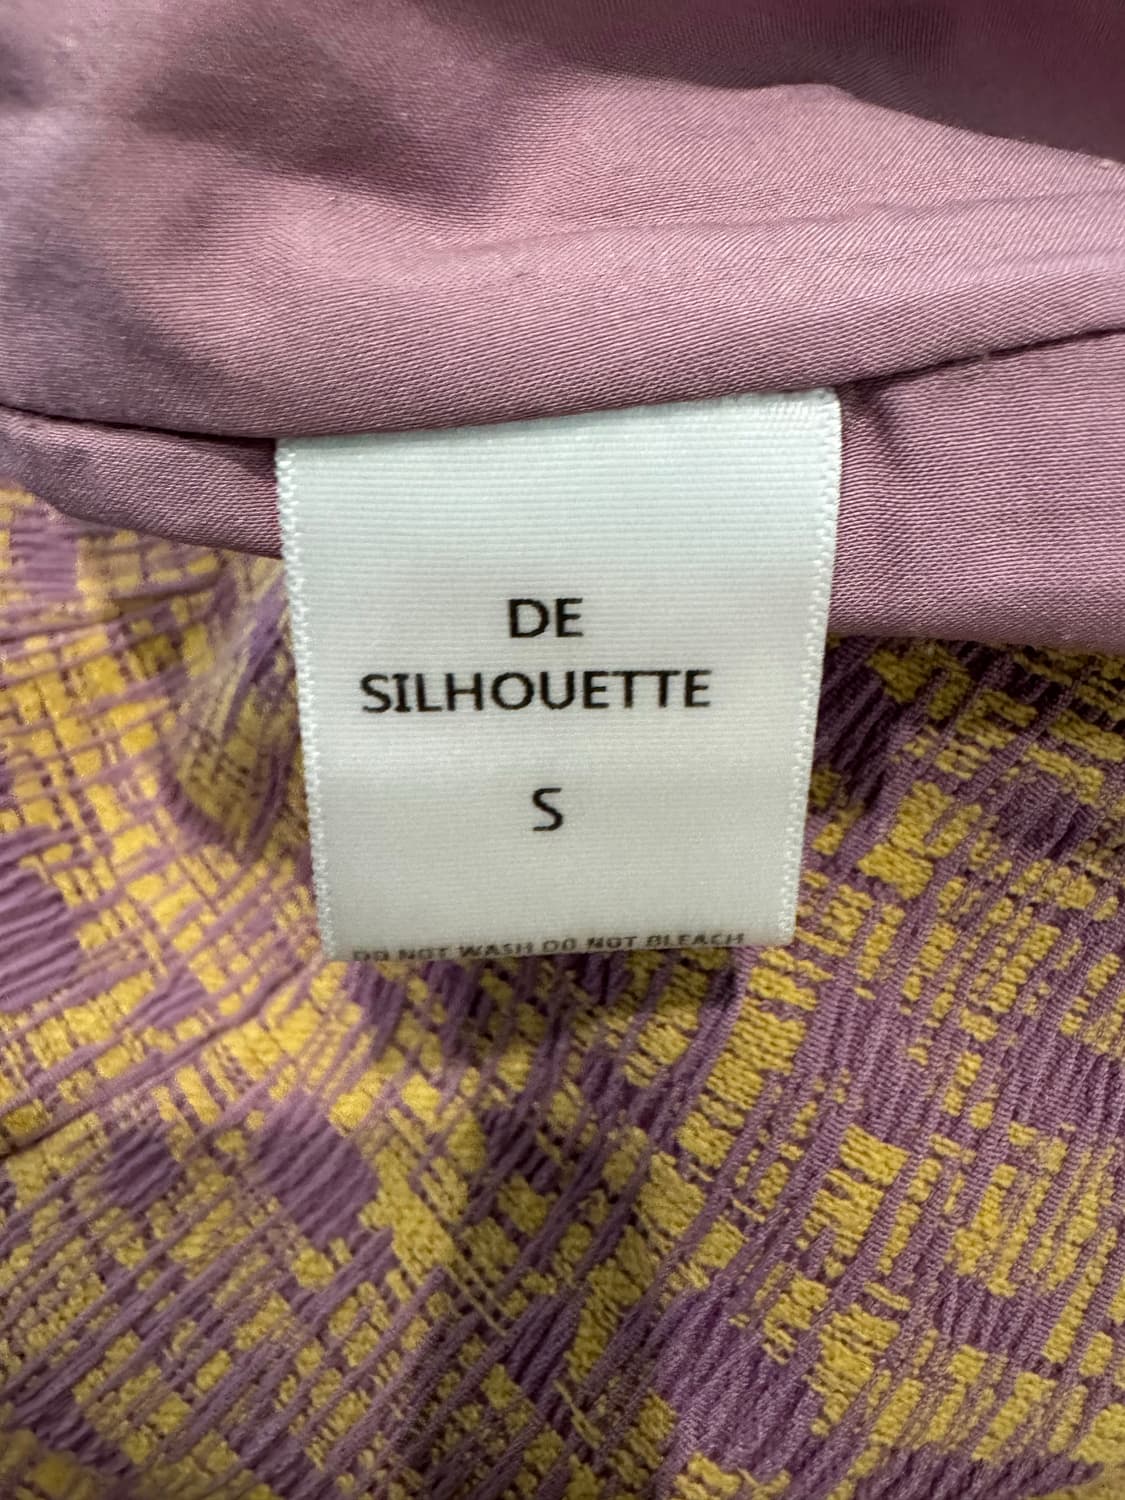 DE
SILHOUETTE
S
DO NOT WASH DO NOT BLEACH